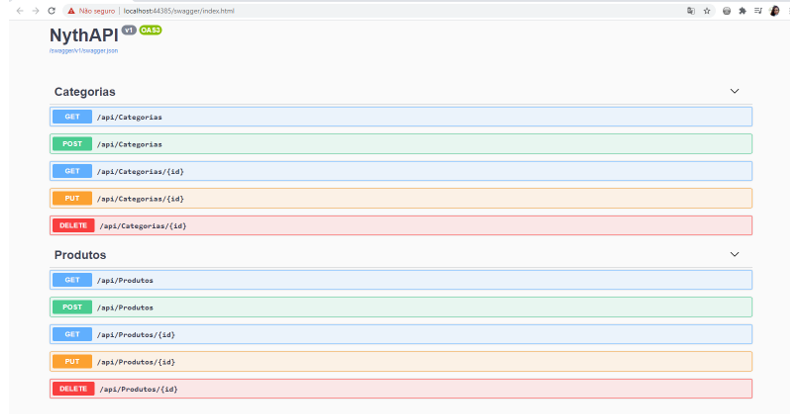 Não seguro | localhost:44385/swagger/index.html
NythAPI v1 OAS3
/swagger/v1/swagger.json
Categorias
GET /api/Categorias
POST /api/Categorias
GET /api/Categorias/{id}
PUT /api/Categorias/{id}
DELETE /api/Categorias/{id}
Produtos
GET /api/Produtos
POST /api/Produtos
GET /api/Produtos/{id}
PUT /api/Produtos/{id}
DELETE /api/Produtos/{id}